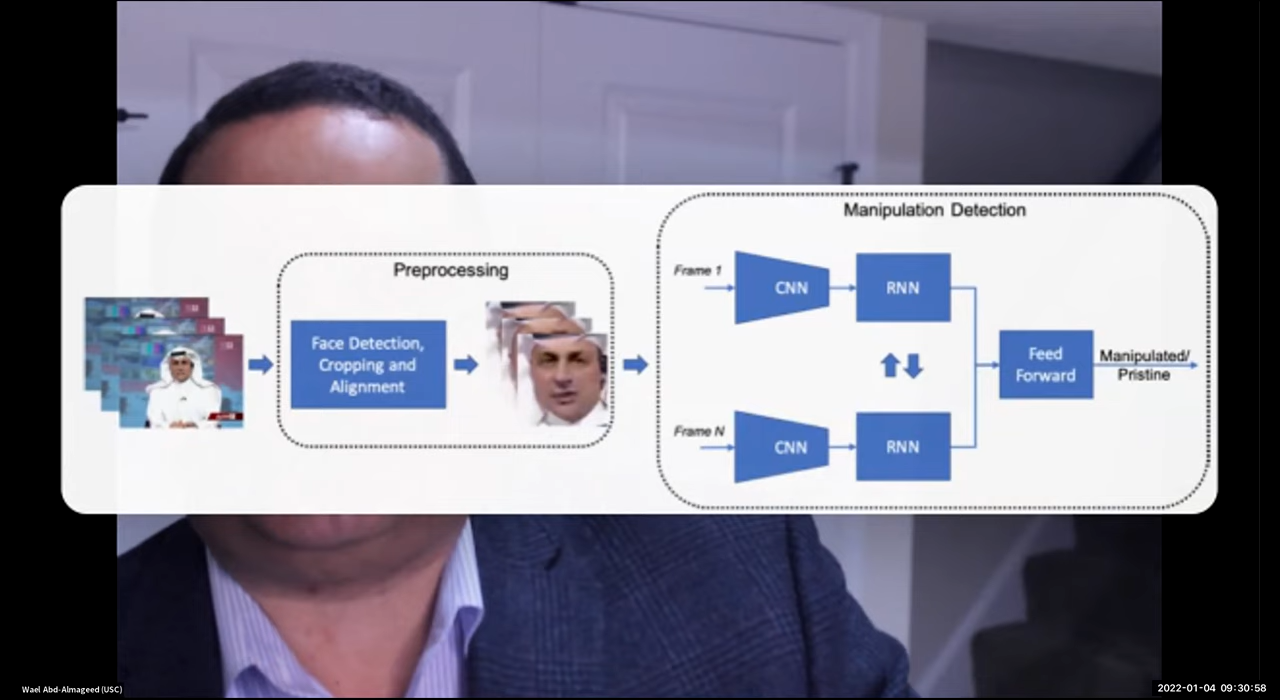 Manipulation Detection
Preprocessing
Frame 1
CNN
RNN
Face Detection,
Cropping and
Alignment
Feed
Forward
Manipulated/
Pristine
Frame N
CNN
RNN
Wael Abd-Almageed (USC)
2022-01-04 09:30:58